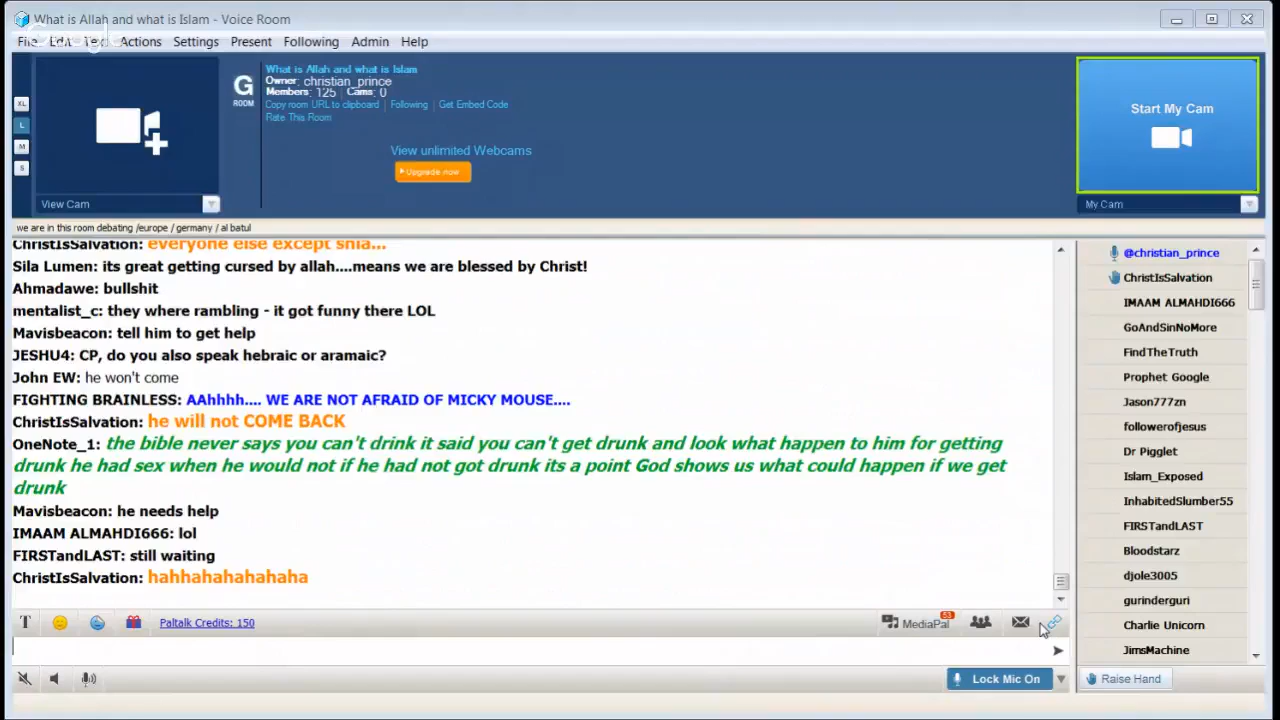 What is Allah and what is Islam - Voice Room
Google
File Edit Text Actions Settings Present Following Admin Help
XL
L
M
S
View Cam
G
ROOM
What is Allah and what is Islam
Owner: christian_prince
Members: 125 Cams: 0
Copy room URL to clipboard Following Get Embed Code
Rate This Room
View unlimited Webcams
Upgrade now
Start My Cam
My Cam
we are in this room debating /europe / germany / al batul
ChristIsSalvation: everyone else except shia...
Sila Lumen: its great getting cursed by allah....means we are blessed by Christ!
Ahmadawe: bullshit
mentalist_c: they where rambling - it got funny there LOL
Mavisbeacon: tell him to get help
JESHU4: CP, do you also speak hebraic or aramaic?
John EW: he won't come
FIGHTING BRAINLESS: AAhhhh.... WE ARE NOT AFRAID OF MICKY MOUSE....
ChristIsSalvation: he will not COME BACK
OneNote_1: the bible never says you can't drink it said you can't get drunk and look what happen to him for getting
drunk he had sex when he would not if he had not got drunk its a point God shows us what could happen if we get
drunk
Mavisbeacon: he needs help
IMAAM ALMAHDI666: lol
FIRSTandLAST: still waiting
ChristIsSalvation: hahhahahahahaha
@christian_prince
ChristIsSalvation
IMAAM ALMAHDI666
GoAndSinNoMore
FindTheTruth
Prophet Google
Jason777zn
followerofjesus
Dr Pigglet
Islam_Exposed
InhabitedSlumber55
FIRSTandLAST
Bloodstarz
djole3005
gurinderguri
Charlie Unicorn
JimsMachine
T
Paltalk Credits: 150
MediaPal
53
Lock Mic On
Raise Hand